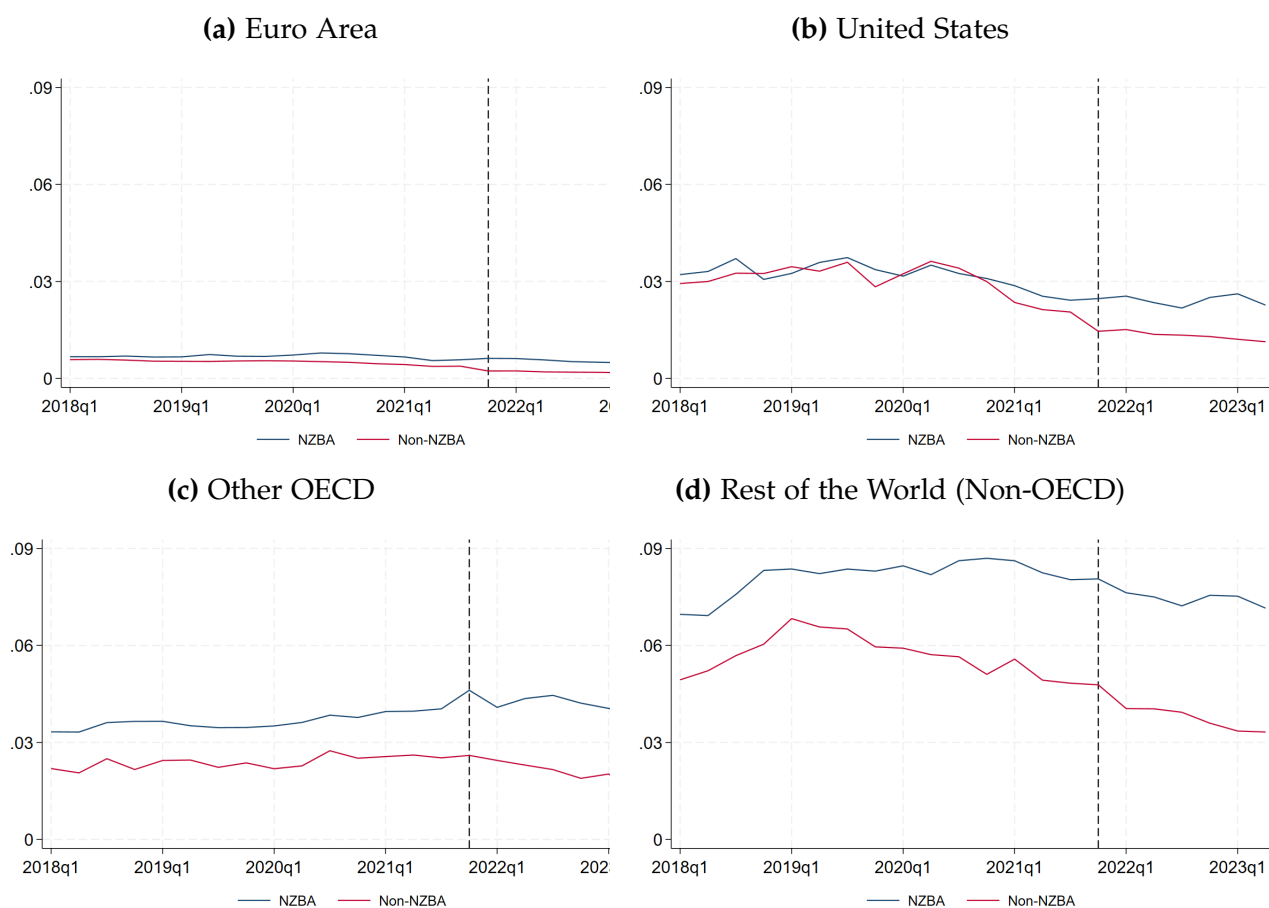 (a) Euro Area
.09
.06
.03
0
2018q1 2019q1 2020q1 2021q1 2022q1 2
NZBA Non-NZBA
(b) United States
.09
.06
.03
0
2018q1 2019q1 2020q1 2021q1 2022q1 2023q1
NZBA Non-NZBA
(c) Other OECD
.09
.06
.03
0
2018q1 2019q1 2020q1 2021q1 2022q1 2023
NZBA Non-NZBA
(d) Rest of the World (Non-OECD)
.09
.06
.03
0
2018q1 2019q1 2020q1 2021q1 2022q1 2023q1
NZBA Non-NZBA